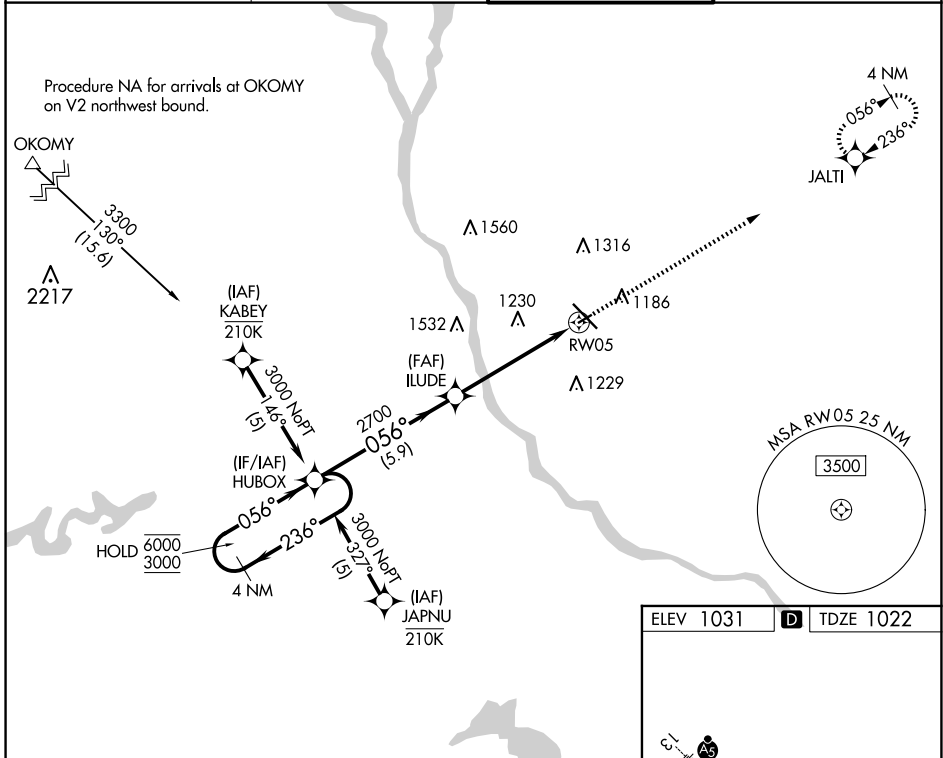 Procedure NA for arrivals at OKOMY
on V2 northwest bound.
OKOMY
3300
130°
(15.6)
2217
4 NM
056°
236°
JALTI
1560
1316
1230
1186
1532
RW05
(IAF)
KABEY
210K
(FAF)
ILUDE
1229
3000 NoPT
146°
(5)
2700
056°
(5.9)
MSA RW05 25 NM
3500
(IF/IAF)
HUBOX
056°
236°
HOLD 6000
3000
4 NM
3000 NoPT
327°
(5)
(IAF)
JAPNU
210K
ELEV 1031
D
TDZE 1022
13
A5